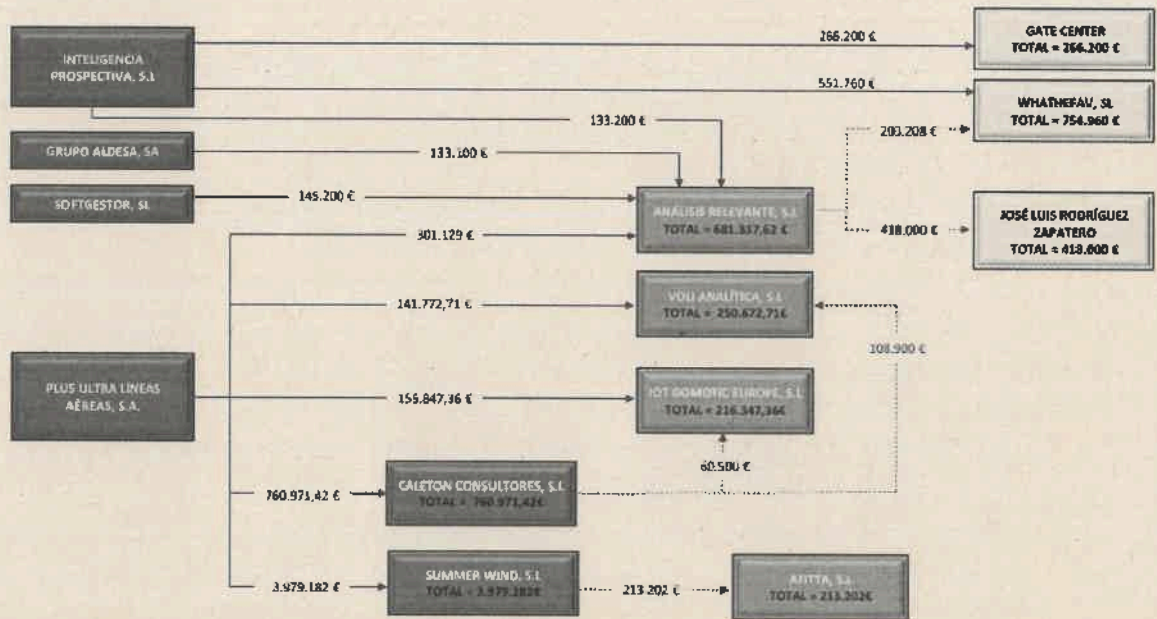 INTELIGENCIA
PROSPECTIVA, S.L
GRUPO ALDESA, SA
SOFTGESTOR, SL
PLUS ULTRA LÍNEAS
AÉREAS, S.A.
266.200 €
551.760 €
133.200 €
133.100 €
145.200 €
301.129 €
141.772,71 €
155.847,36 €
760.971,42 €
3.979.182 €
GATE CENTER
TOTAL = 266.200 €
WHATHEFAV, SL
TOTAL = 754.960 €
203.208 €
418.000 €
JOSÉ LUIS RODRÍGUEZ
ZAPATERO
TOTAL = 418.000 €
ANÁLISIS RELEVANTE, S.L
TOTAL = 681.337,62 €
VOLI ANALÍTICA, S.L
TOTAL = 250.672,71€
108.900 €
IOT DOMOTIC EUROPE, S.L
TOTAL = 216.347,36€
60.500 €
CALETON CONSULTORES, S.L
TOTAL = 760.971,42€
SUMMER WIND, S.L
TOTAL = 3.979.182€
213.202 €
TOTAL = 213.202€